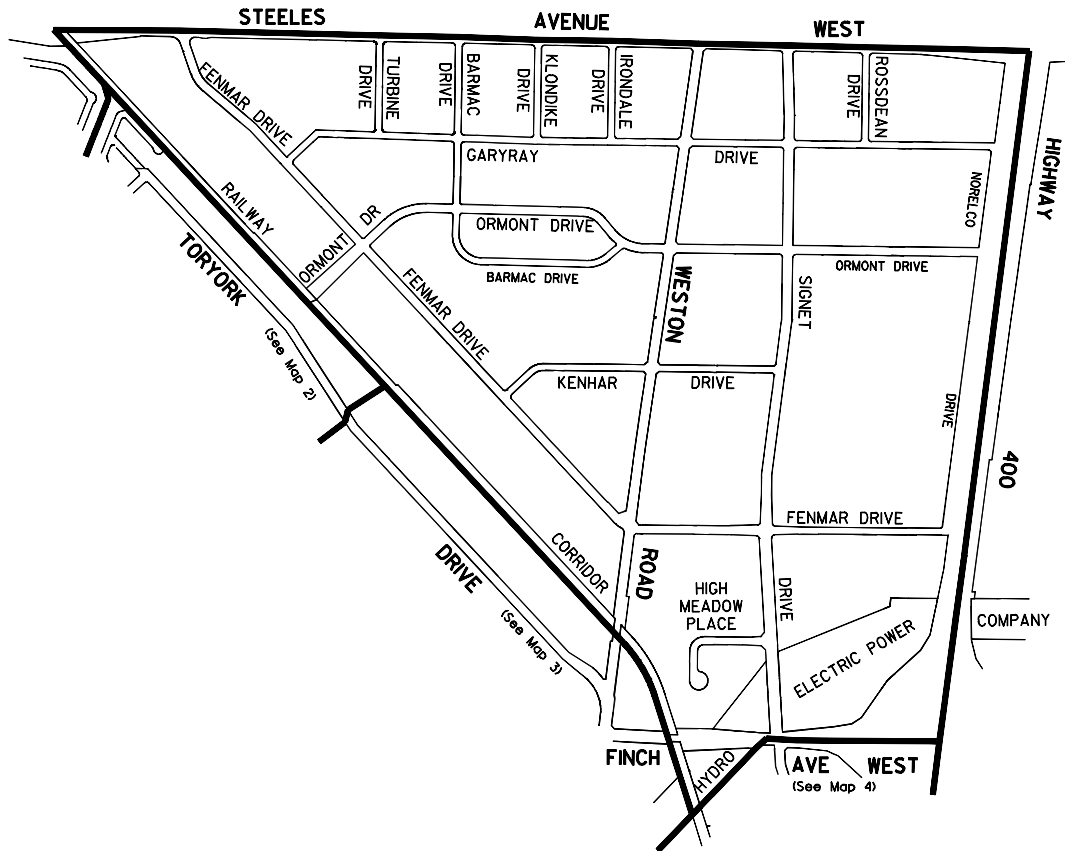 STEELES AVENUE WEST
FENMAR DRIVE
TURBINE
DRIVE
BARMAC
DRIVE
KLONDIKE
DRIVE
IRONDALE
DRIVE
ROSSDEAN
DRIVE
GARYRAY DRIVE
HIGHWAY
400
NORELCO
DRIVE
RAILWAY
CORRIDOR
ORMONT DR
ORMONT DRIVE
BARMAC DRIVE
ORMONT DRIVE
TORYORK
DRIVE
(See Map 2)
(See Map 3)
FENMAR DRIVE
WESTON
ROAD
SIGNET
DRIVE
KENHAR DRIVE
FENMAR DRIVE
HIGH
MEADOW
PLACE
HYDRO
ELECTRIC POWER
COMPANY
FINCH AVE WEST
(See Map 4)